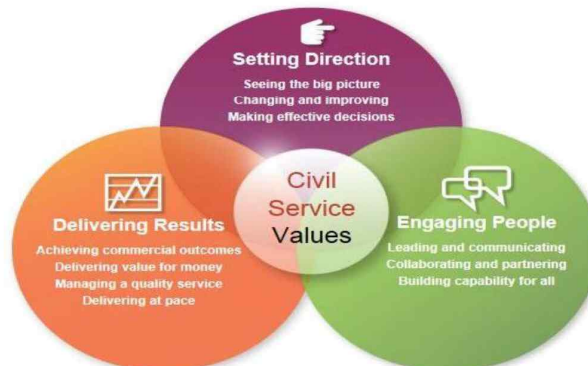 Setting Direction
Seeing the big picture
Changing and improving
Making effective decisions
Civil
Service
Values
Delivering Results
Achieving commercial outcomes
Delivering value for money
Managing a quality service
Delivering at pace
Engaging People
Leading and communicating
Collaborating and partnering
Building capability for all